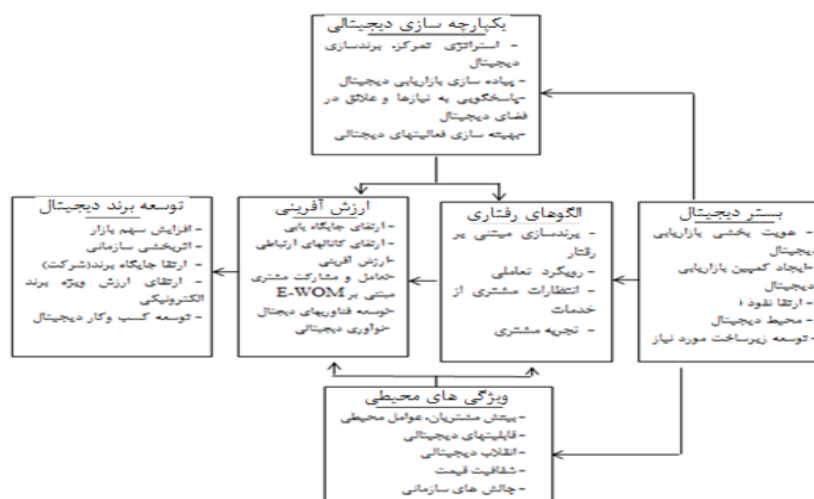 یکپارچه سازی دیجیتالی
- استراتژی تمرکز، برندسازی
دیجیتال
- پیاده سازی بازاریابی دیجیتال
-پاسخگویی به نیازها و علائق در
فضای دیجیتال
-بهینه سازی فعالیتهای دیجتالی
بستر دیجیتال
- هویت بخشی بازاریابی
دیجیتال
-ایجاد کمپین بازاریابی
دیجیتال
- ارتقا نفوذ
- محیط دیجیتال
- توسعه زیرساخت مورد نیاز
الگوهای رفتاری
- برندسازی مبتنی بر
رفتار
- رویکرد تعاملی
- انتظارات مشتری از
خدمات
- تجربه مشتری
ارزش آفرینی
-ارتقای جایگاه یابی
- ارتقای کانالهای ارتباطی
-ارزش آفرینی
-تعامل و مشارکت مشتری
مبتنی بر E-WOM
-توسعه فناوریهای دیجتال
-نوآوری دیجیتالی
توسعه برند دیجیتال
- افزایش سهم بازار
- اثربخشی سازمانی
- ارتقا جایگاه برند(شرکت)
- ارتقای ارزش ویژه برند
الکترونیکی
- توسعه کسب وکار دیجیتال
ویژگی های محیطی
- بینش مشتریان، عوامل محیطی
- قابلیتهای دیجیتالی
- انقلاب دیجیتالی
- شفافیت قیمت
- چالش های سازمانی